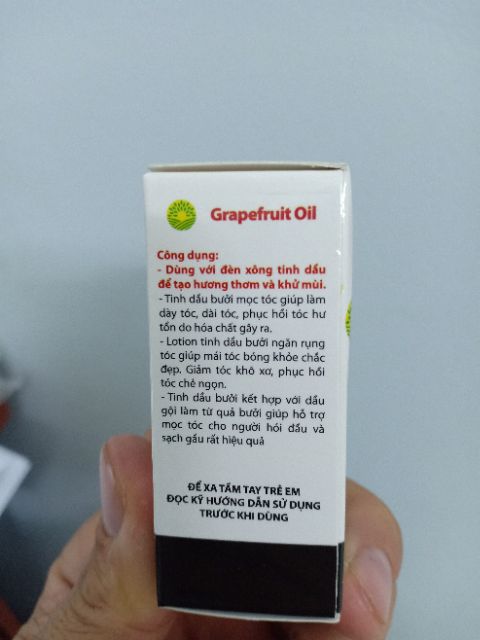 Grapefruit Oil
Công dụng:
- Dùng với đèn xông tinh dầu
để tạo hương thơm và khử mùi.
- Tinh dầu bưởi mọc tóc giúp làm
dày tóc, dài tóc, phục hồi tóc hư
tổn do hóa chất gây ra.
- Lotion tinh dầu bưởi ngăn rụng
tóc giúp mái tóc bóng khỏe chắc
đẹp. Giảm tóc khô xơ, phục hồi
tóc chẻ ngọn.
- Tinh dầu bưởi kết hợp với dầu
gội làm từ quả bưởi giúp hỗ trợ
mọc tóc cho người hói đầu và
sạch gầu rất hiệu quả
ĐỂ XA TẦM TAY TRẺ EM
ĐỌC KỸ HƯỚNG DẪN SỬ DỤNG
TRƯỚC KHI DÙNG